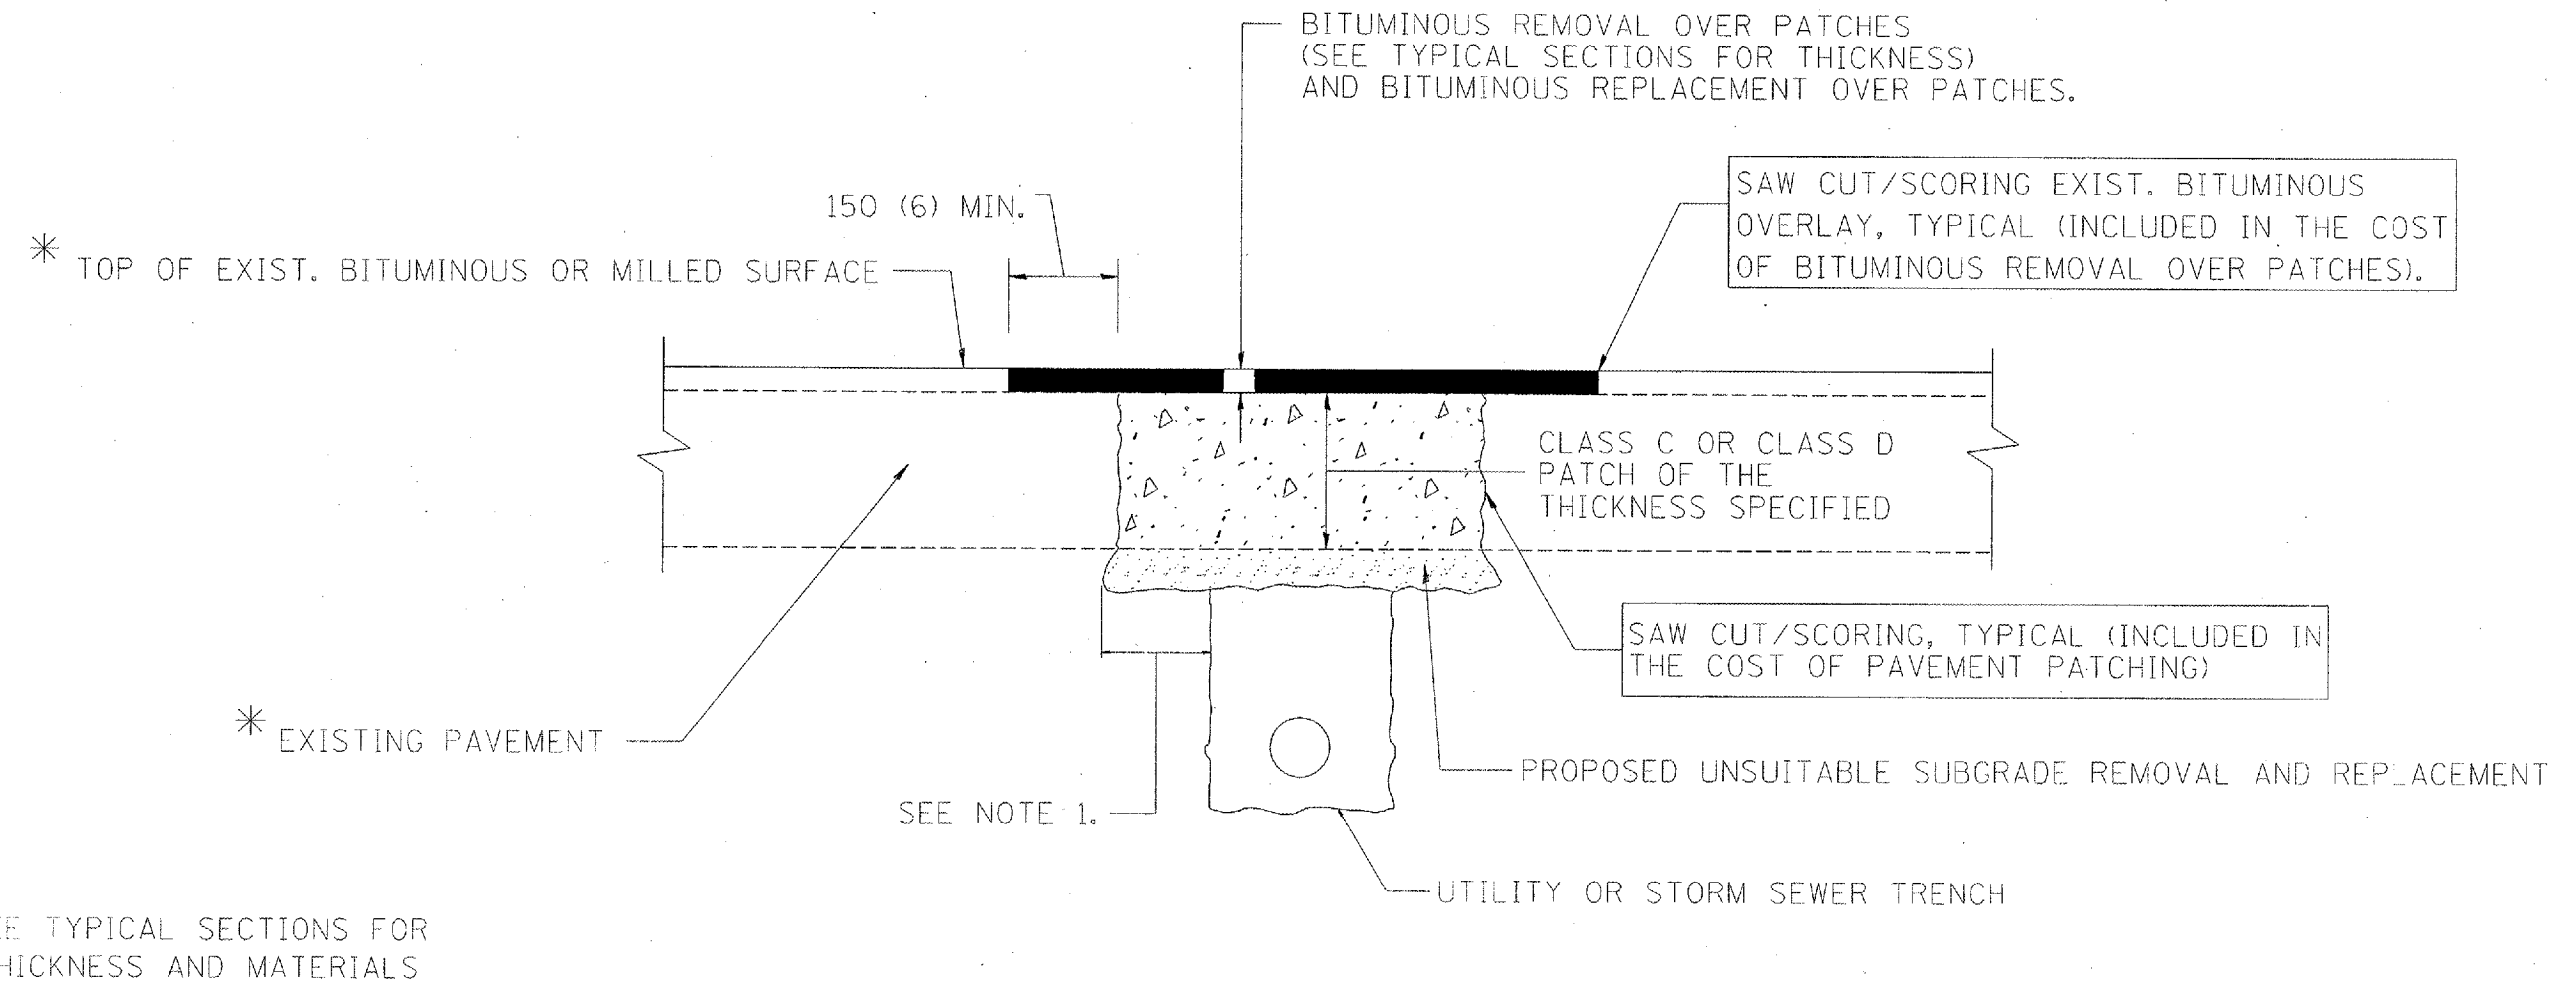 BITUMINOUS REMOVAL OVER PATCHES
(SEE TYPICAL SECTIONS FOR THICKNESS)
AND BITUMINOUS REPLACEMENT OVER PATCHES.
SAW CUT/SCORING EXIST. BITUMINOUS
OVERLAY, TYPICAL (INCLUDED IN THE COST
OF BITUMINOUS REMOVAL OVER PATCHES).
150 (6) MIN.
* TOP OF EXIST. BITUMINOUS OR MILLED SURFACE
CLASS C OR CLASS D
PATCH OF THE
THICKNESS SPECIFIED
SAW CUT/SCORING, TYPICAL (INCLUDED IN
THE COST OF PAVEMENT PATCHING)
* EXISTING PAVEMENT
PROPOSED UNSUITABLE SUBGRADE REMOVAL AND REPLACEMENT
SEE NOTE 1.
UTILITY OR STORM SEWER TRENCH
TYPICAL SECTIONS FOR
HICKNESS AND MATERIALS